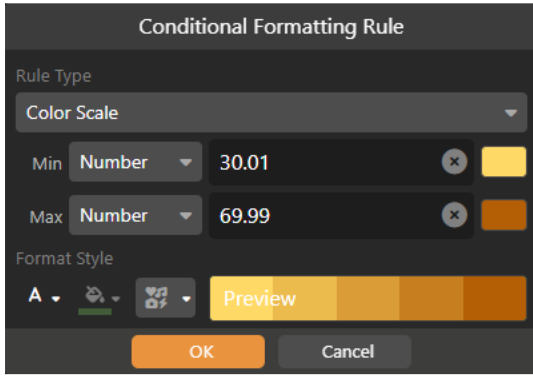 Conditional Formatting Rule
Rule Type
Color Scale
Min Number 30.01
Max Number 69.99
Format Style
A Preview
OK Cancel